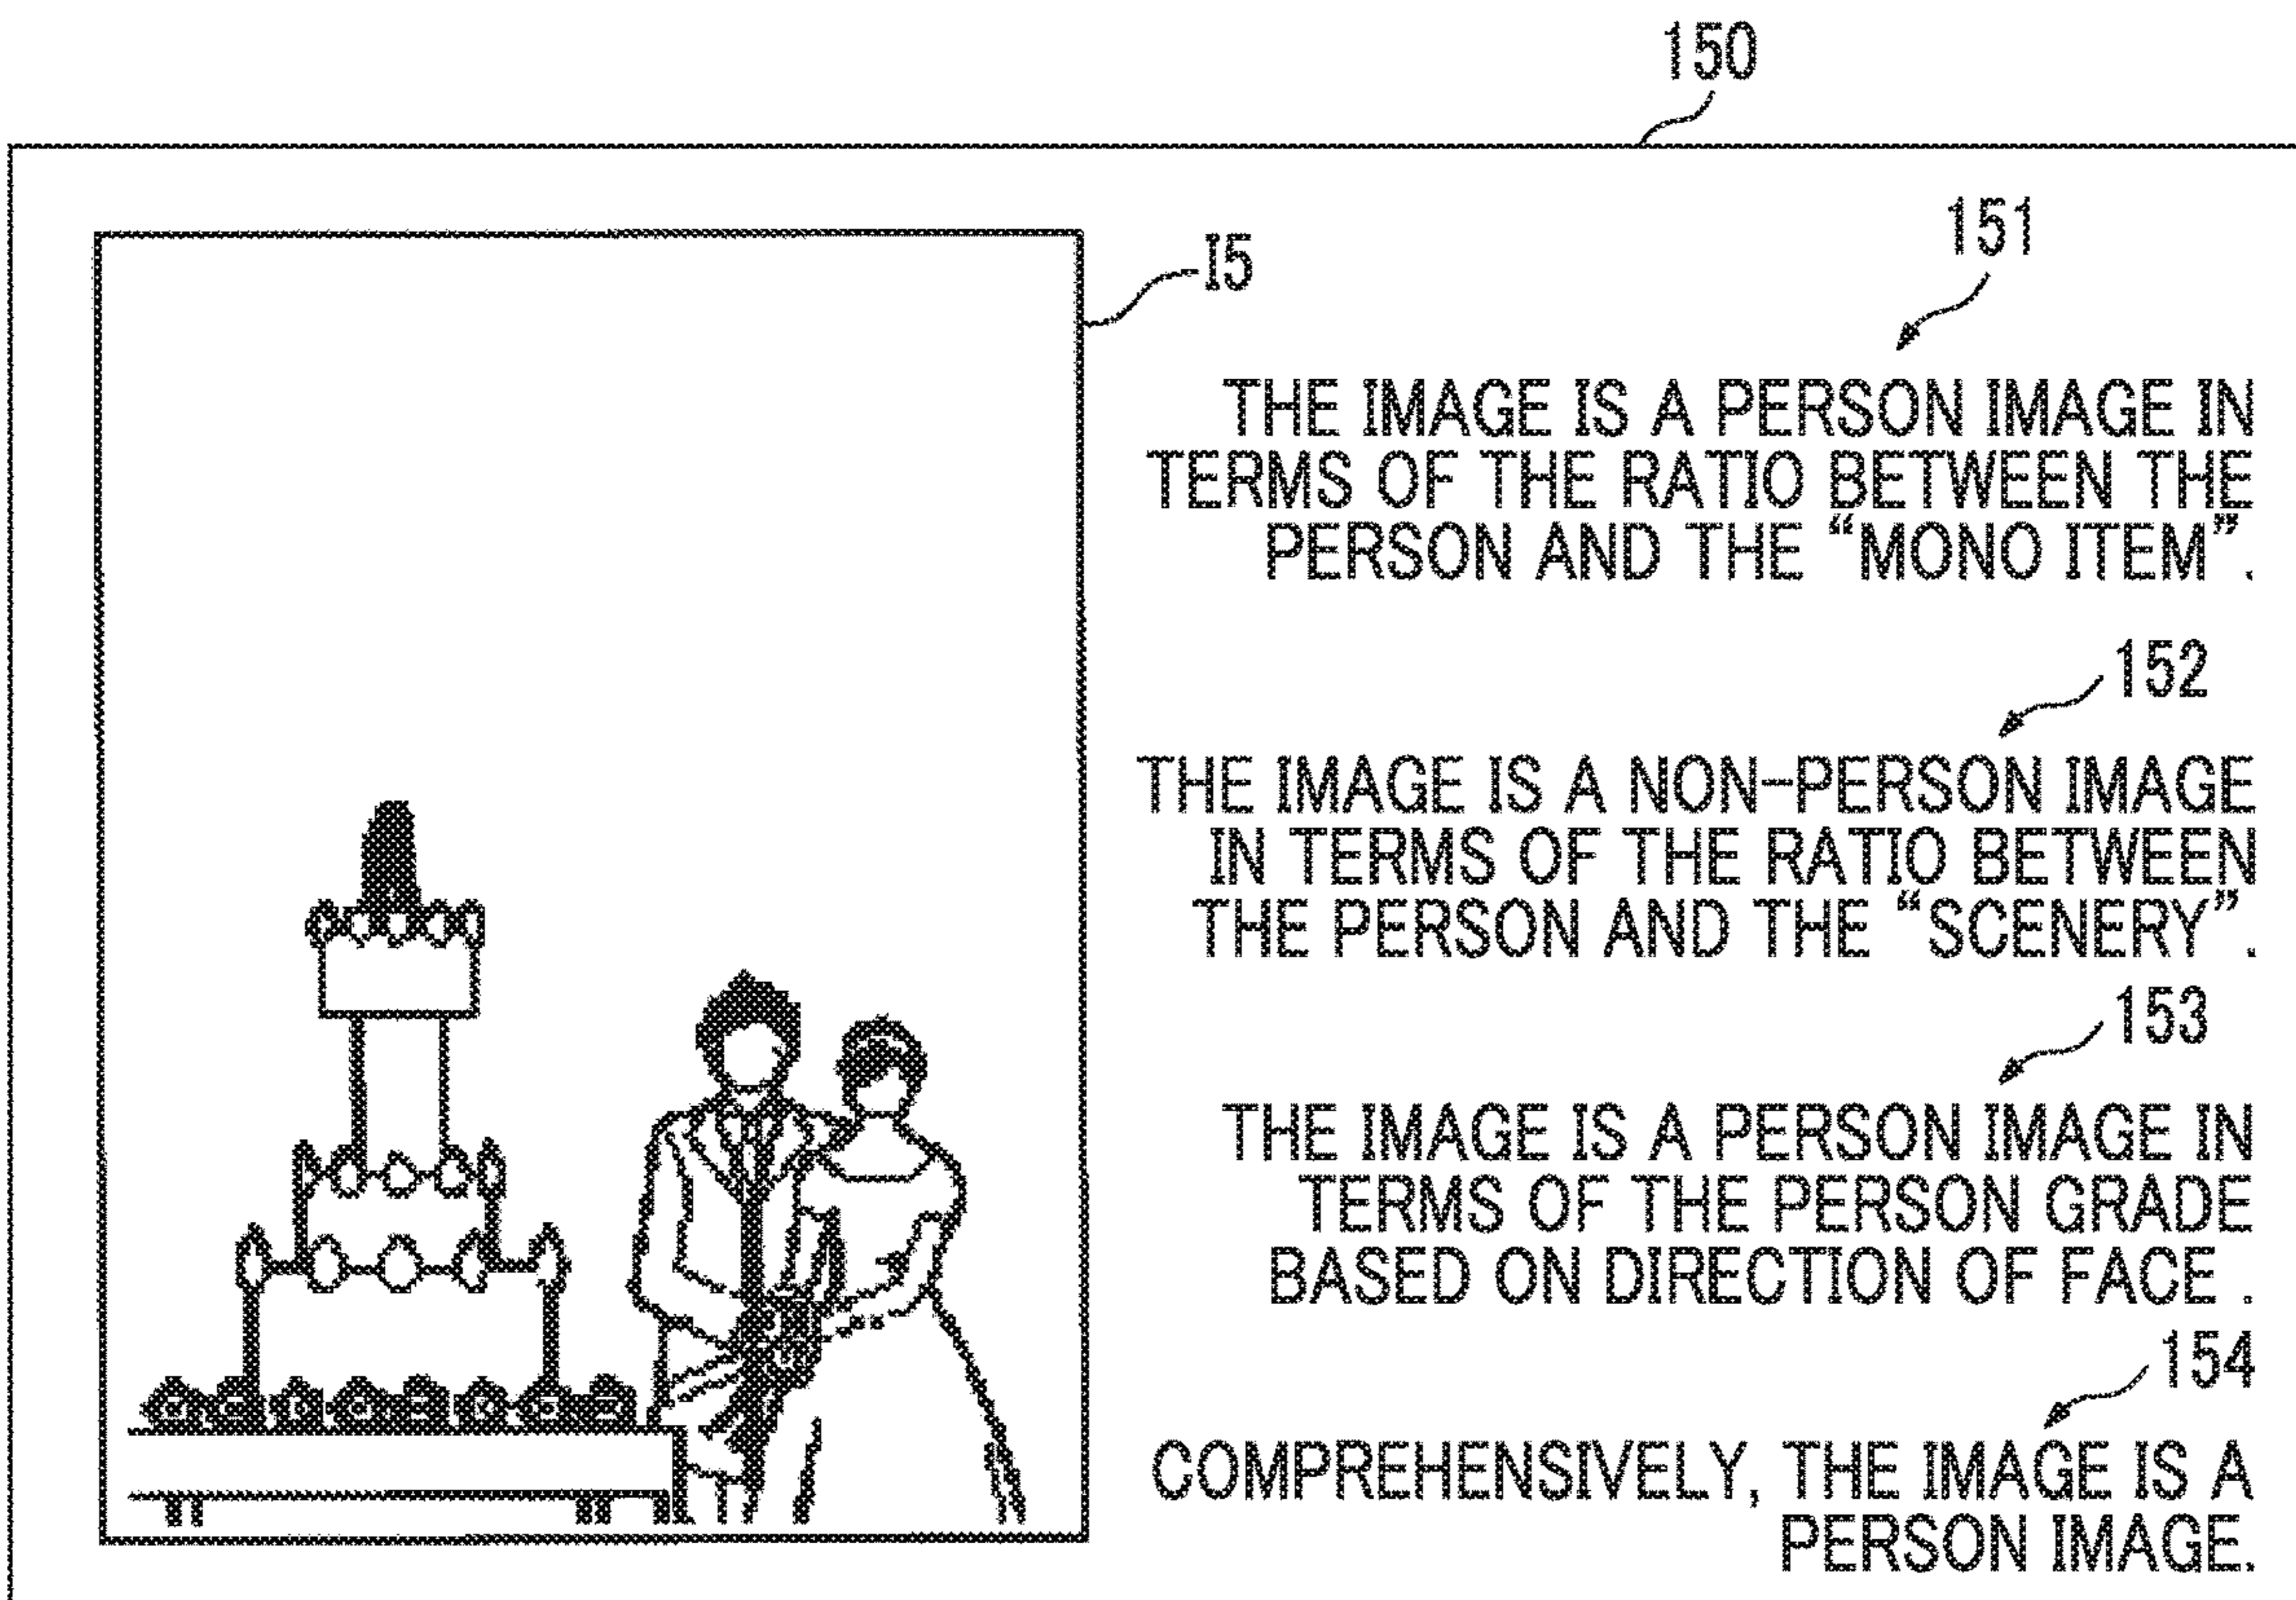 150
151
I5
THE IMAGE IS A PERSON IMAGE IN
TERMS OF THE RATIO BETWEEN THE
PERSON AND THE “MONO ITEM”.
152
THE IMAGE IS A NON-PERSON IMAGE
IN TERMS OF THE RATIO BETWEEN
THE PERSON AND THE “SCENERY”.
153
THE IMAGE IS A PERSON IMAGE IN
TERMS OF THE PERSON GRADE
BASED ON DIRECTION OF FACE .
154
COMPREHENSIVELY, THE IMAGE IS A
PERSON IMAGE.